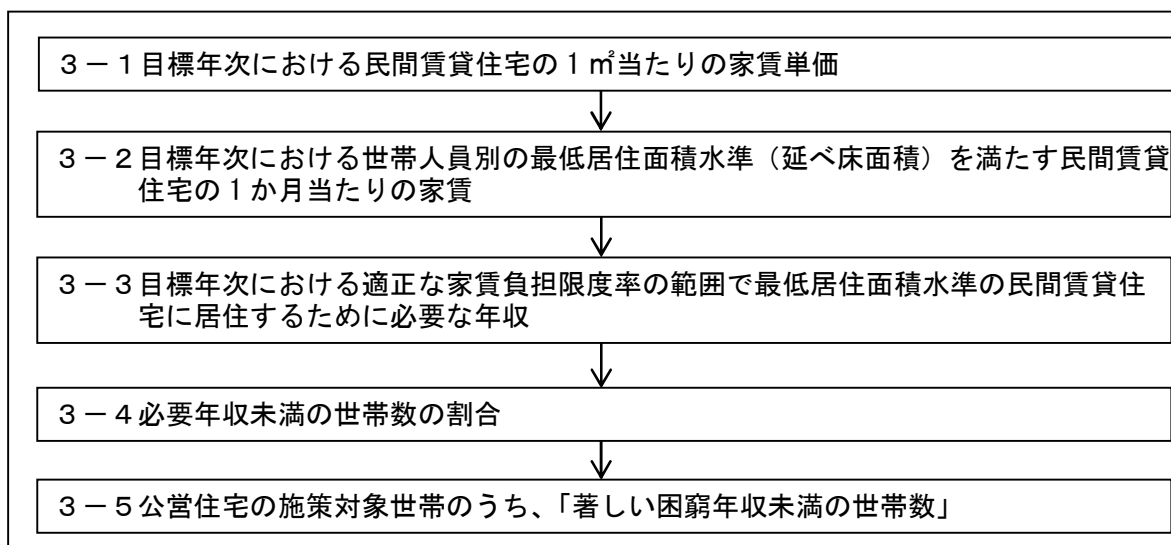 ３－１目標年次における民間賃貸住宅の１㎡当たりの家賃単価
３－２目標年次における世帯人員別の最低居住面積水準（延べ床面積）を満たす民間賃貸
住宅の１か月当たりの家賃
３－３目標年次における適正な家賃負担限度率の範囲で最低居住面積水準の民間賃貸住
宅に居住するために必要な年収
３－４必要年収未満の世帯数の割合
３－５公営住宅の施策対象世帯のうち、「著しい困窮年収未満の世帯数」